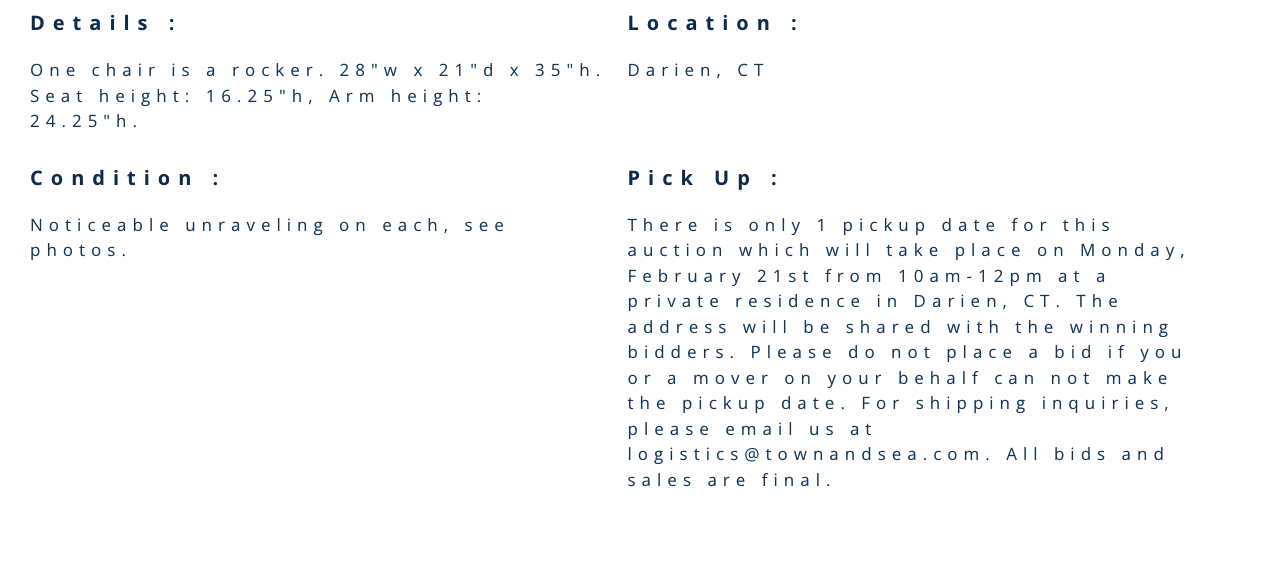 Details :
One chair is a rocker. 28"w x 21"d x 35"h.
Seat height: 16.25"h, Arm height:
24.25"h.
Location :
Darien, CT
Condition :
Noticeable unraveling on each, see
photos.
Pick Up :
There is only 1 pickup date for this
auction which will take place on Monday,
February 21st from 10am-12pm at a
private residence in Darien, CT. The
address will be shared with the winning
bidders. Please do not place a bid if you
or a mover on your behalf can not make
the pickup date. For shipping inquiries,
please email us at
logistics@townandsea.com. All bids and
sales are final.